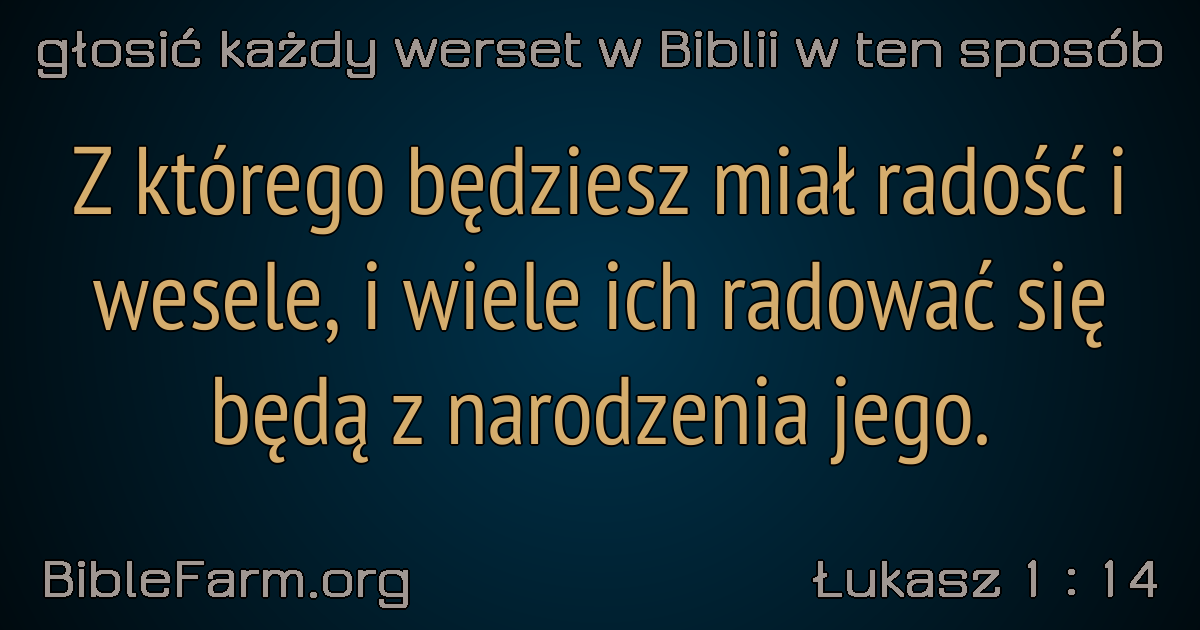 głosić każdy werset w Biblii w ten sposób
Z którego będziesz miał radość i
wesele, i wiele ich radować się
będą z narodzenia jego.
BibleFarm.org
Łukasz 1 : 14